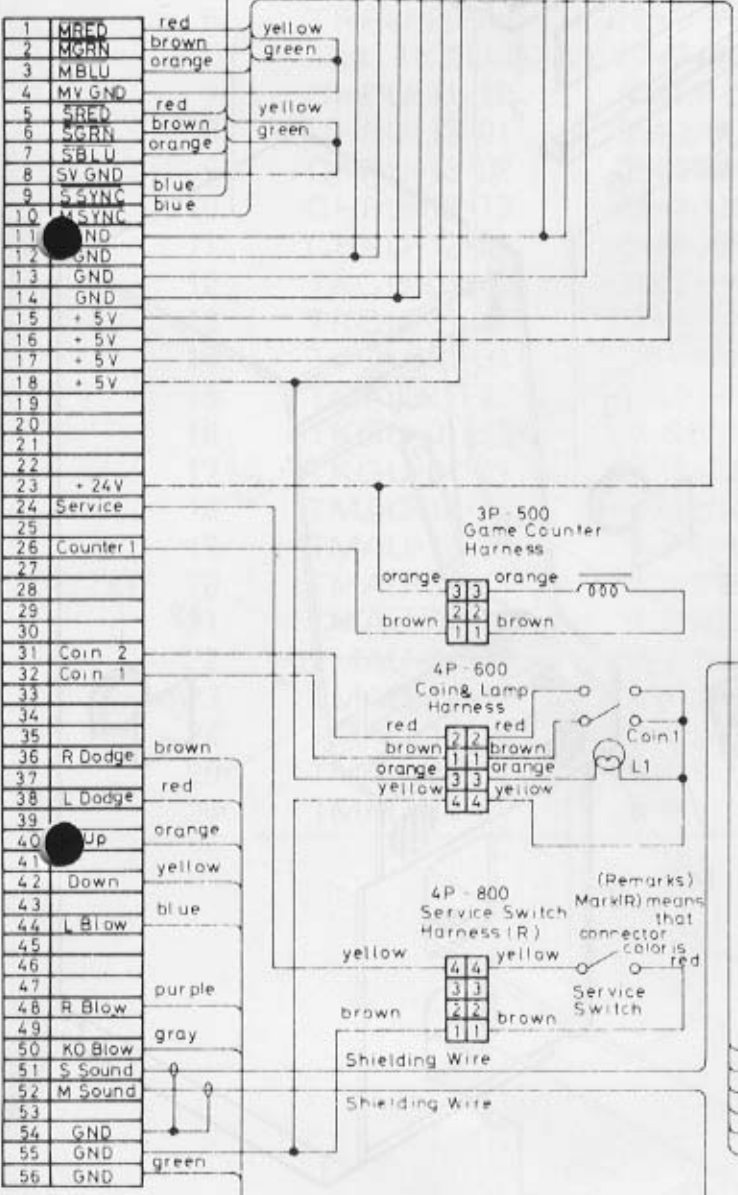 1 MRED red
2 MGRN brown yellow
3 MBLU orange green
4 MV GND
5 SRED red yellow
6 SGRN brown green
7 SBLU orange
8 SV GND
9 SSYNC blue
10 MSYNC blue
11 ND
12 GND
13 GND
14 GND
15 + 5V
16 + 5V
17 + 5V
18 + 5V
19
20
21
22
23 + 24V
24 Service
25
26 Counter 1
27
28
29
30
31 Coin 2
32 Coin 1
33
34
35
36 R Dodge brown
37
38 L Dodge red
39
40 Up orange
41
42 Down yellow
43
44 L Blow blue
45
46
47
48 R Blow purple
49
50 KO Blow gray
51 S Sound
52 M Sound
53
54 GND
55 GND
56 GND green
3P-500
Game Counter
Harness
orange 3 3 orange
2 2
brown 1 1 brown
4P-600
Coin & Lamp
Harness
red 2 2 red
brown 1 1 brown
orange 3 3 orange
yellow 4 4 yellow
Coin 1
L1
4P-800
Service Switch
Harness (R)
(Remarks)
Mark(R) means
that
connector
color is
red
yellow 4 4 yellow
3 3
2 2
brown 1 1 brown
Service
Switch
Shielding Wire
Shielding Wire